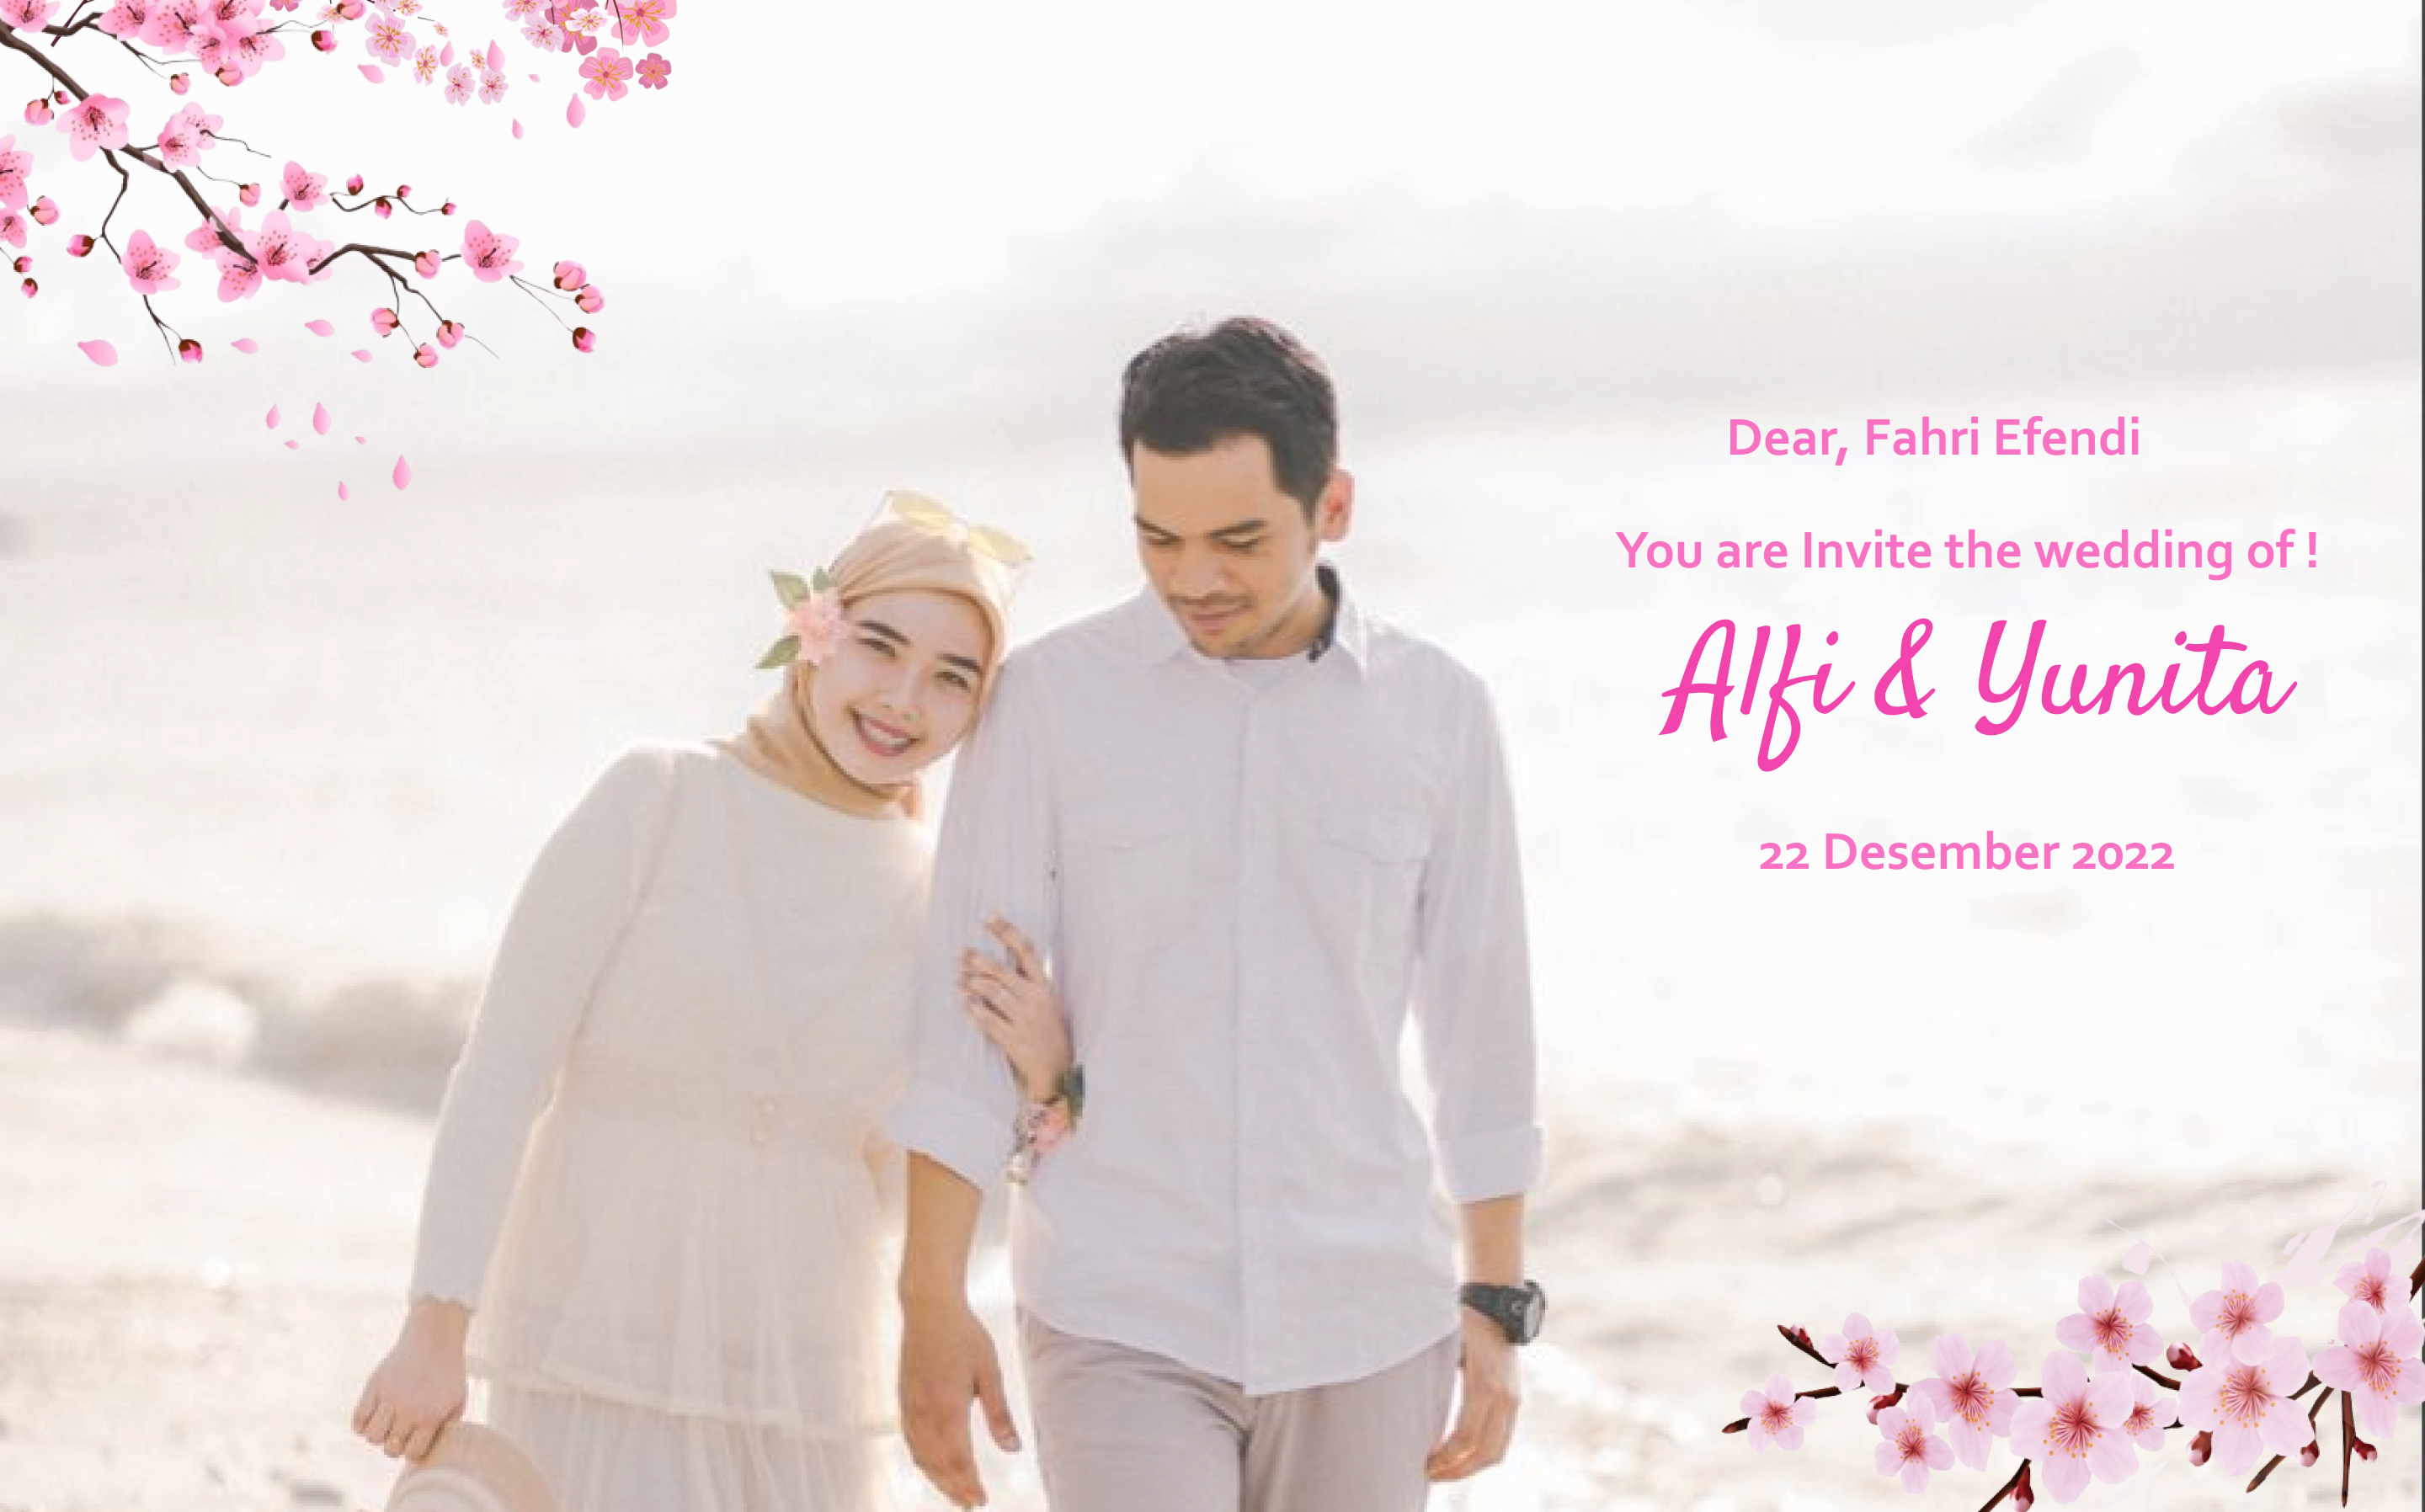 Dear, Fahri Efendi
You are Invite the wedding of !
Alfi & Yunita
22 Desember 2022